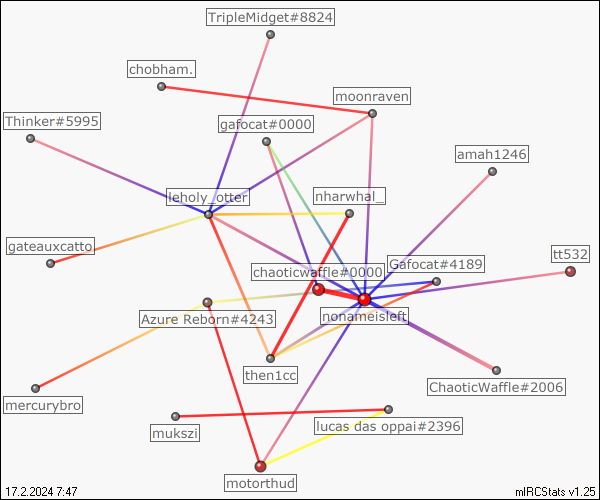 TripleMidget#8824
chobham.
moonraven
Thinker#5995
gafocat#0000
amah1246
leholy_otter
nharwhal_
gateauxcatto
tt532
Gafocat#4189
chaoticwaffle#0000
Azure Reborn#4243
nonameisleft
then1cc
ChaoticWaffle#2006
mercurybro
lucas das oppai#2396
mukszi
motorthud
17.2.2024 7:47
mIRCStats v1.25